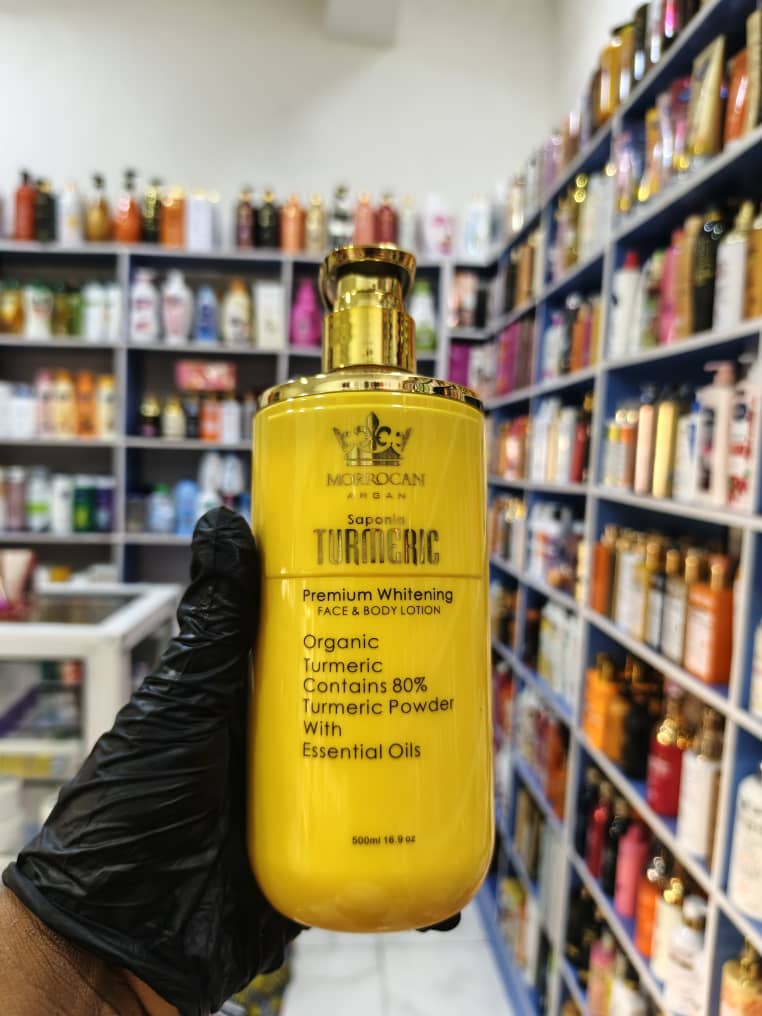 MORROCAN
ARGAN
Saponin
TURMERIC
Premium Whitening
FACE & BODY LOTION
Organic
Turmeric
Contains 80%
Turmeric Powder
With
Essential Oils
500ml 16.9 oz